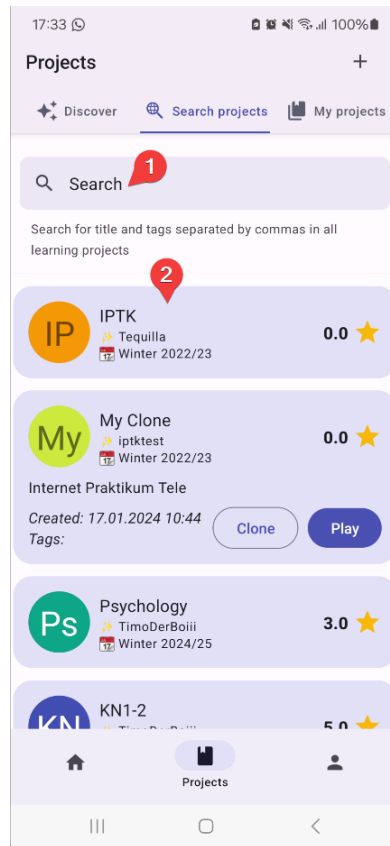 17:33 100%
Projects +
Discover Search projects My projects
1
Search
Search for title and tags separated by commas in all
learning projects
2
IP IPTK 0.0
Tequilla
Winter 2022/23
My My Clone 0.0
iptktest
Winter 2022/23
Internet Praktikum Tele
Created: 17.01.2024 10:44
Tags:
Clone Play
Ps Psychology 3.0
TimoDerBoiii
Winter 2024/25
KN KN1-2 5.0
TimoDerBoiii
Projects